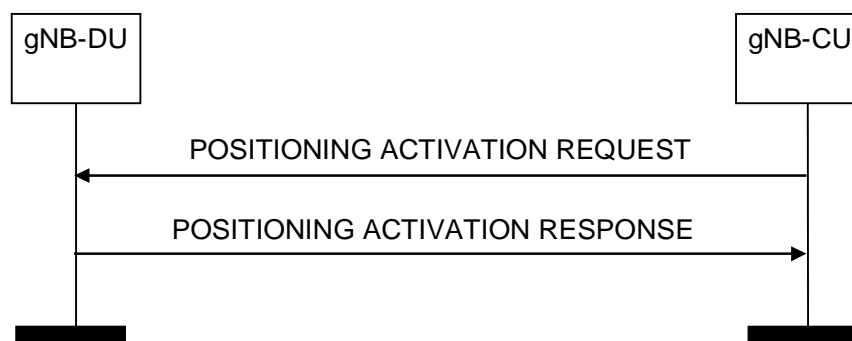 gNB-DU
gNB-CU
POSITIONING ACTIVATION REQUEST
POSITIONING ACTIVATION RESPONSE